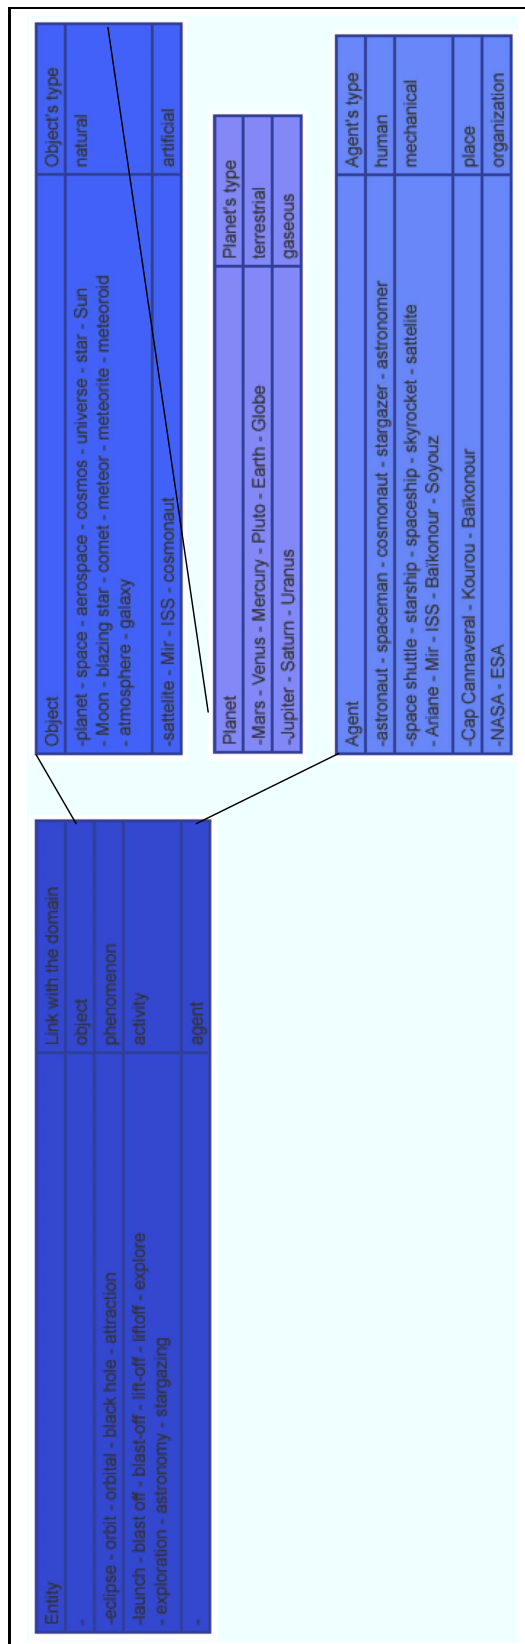 Entity Link with the domain
- object
-eclipse - orbit - orbital - black hole - attraction phenomenon
-launch - blast off - blast-off - lift-off - liftoff - explore activity
- exploration - astronomy - stargazing
- agent
Object Object's type
-planet - space - aerospace - cosmos - universe - star - Sun natural
- Moon - blazing star - comet - meteor - meteorite - meteoroid
- atmosphere - galaxy
-sattelite - Mir - ISS - cosmonaut artificial
Planet Planet's type
-Mars - Venus - Mercury - Pluto - Earth - Globe terrestrial
-Jupiter - Saturn - Uranus gaseous
Agent Agent's type
-astronaut - spaceman - cosmonaut - stargazer - astronomer human
-space shuttle - starship - spaceship - skyrocket - sattelite mechanical
- Ariane - Mir - ISS - Baïkonour - Soyouz
-Cap Cannaveral - Kourou - Baïkonour place
-NASA - ESA organization